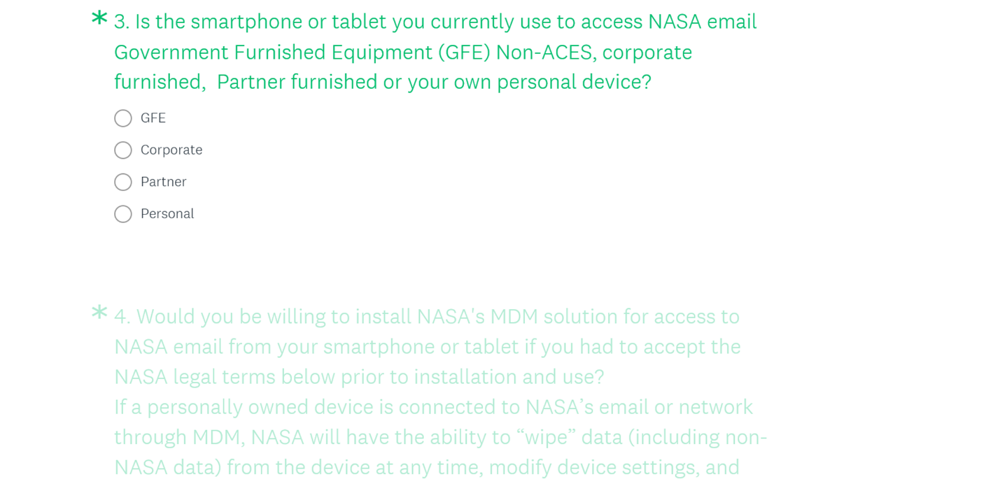 * 3. Is the smartphone or tablet you currently use to access NASA email
Government Furnished Equipment (GFE) Non-ACES, corporate
furnished,  Partner furnished or your own personal device?
GFE
Corporate
Partner
Personal
* 4. Would you be willing to install NASA's MDM solution for access to
NASA email from your smartphone or tablet if you had to accept the
NASA legal terms below prior to installation and use?
If a personally owned device is connected to NASA’s email or network
through MDM, NASA will have the ability to “wipe” data (including non-
NASA data) from the device at any time, modify device settings, and